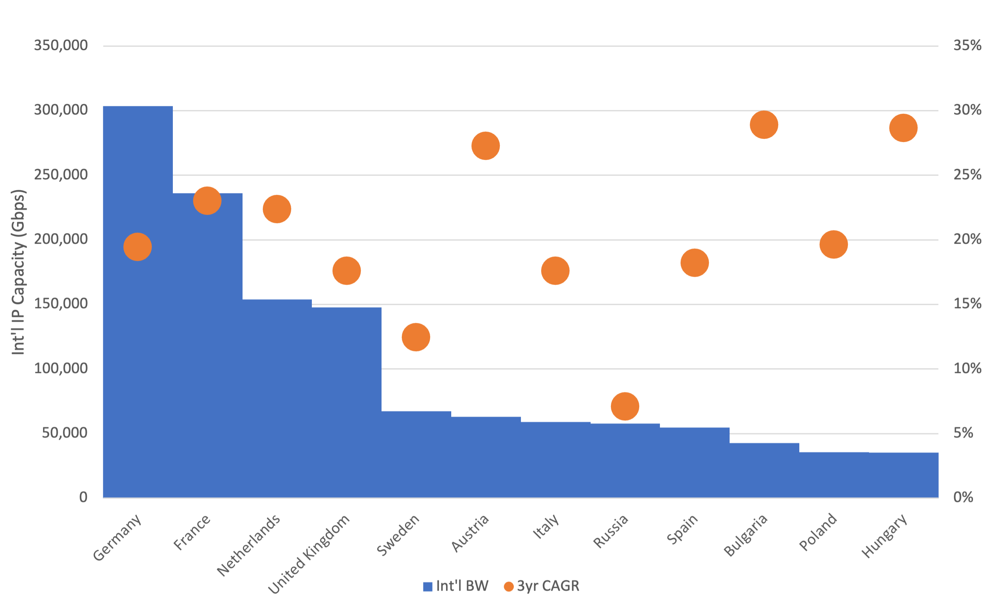 350,000
300,000
250,000
200,000
150,000
100,000
50,000
0
Int'l IP Capacity (Gbps)
35%
30%
25%
20%
15%
10%
5%
0%
Germany
France
Netherlands
United Kingdom
Sweden
Austria
Italy
Russia
Spain
Bulgaria
Poland
Hungary
Int'l BW
3yr CAGR